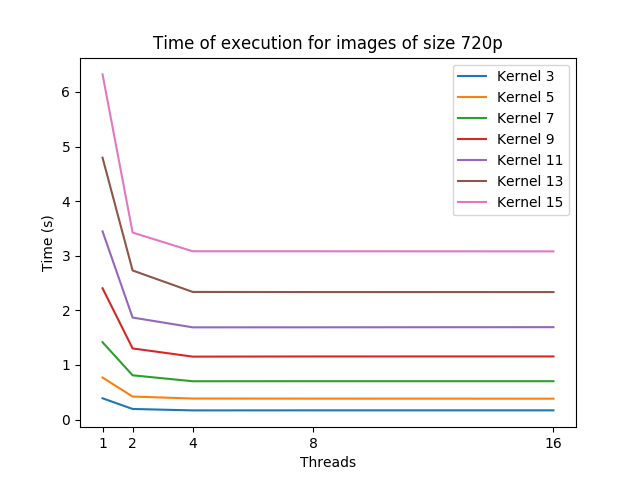 Time of execution for images of size 720p
Kernel 3
Kernel 5
Kernel 7
Kernel 9
Kernel 11
Kernel 13
Kernel 15
Time (s)
6
5
4
3
2
1
0
1 2 4 8 16
Threads